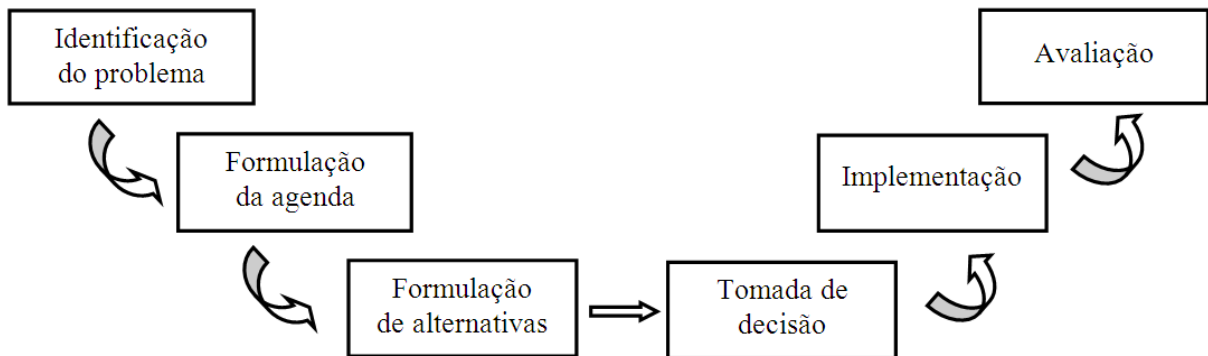 Identificação
do problema
Formulação
da agenda
Formulação
de alternativas
Tomada de
decisão
Implementação
Avaliação